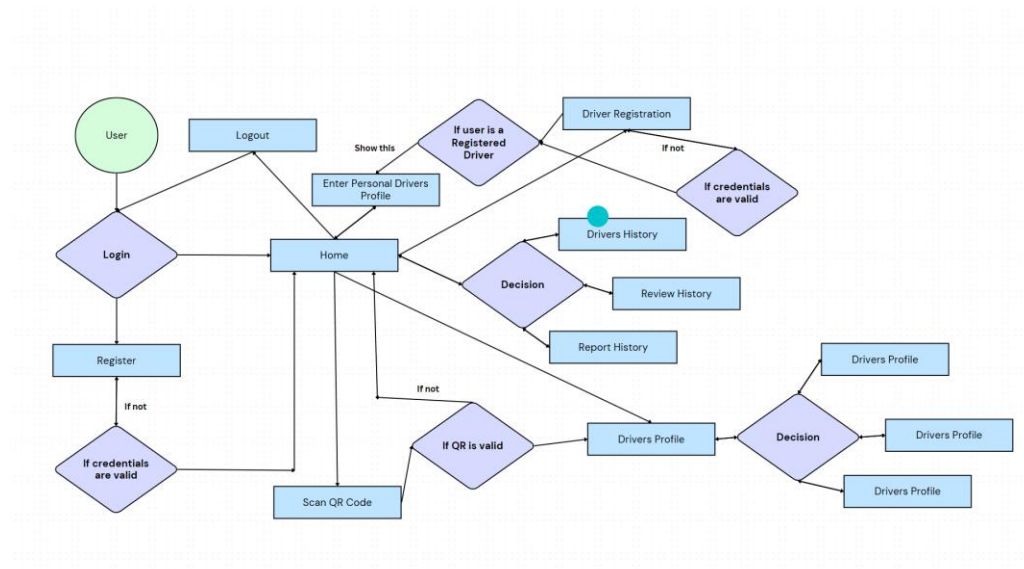 User
Logout
If user is a
Registered
Driver
Driver Registration
Show this
If not
Enter Personal Drivers
Profile
If credentials
are valid
Drivers History
Login
Home
Decision
Review History
Report History
Register
Drivers Profile
If not
If not
If QR is valid
Drivers Profile
Decision
Drivers Profile
If credentials
are valid
Scan QR Code
Drivers Profile